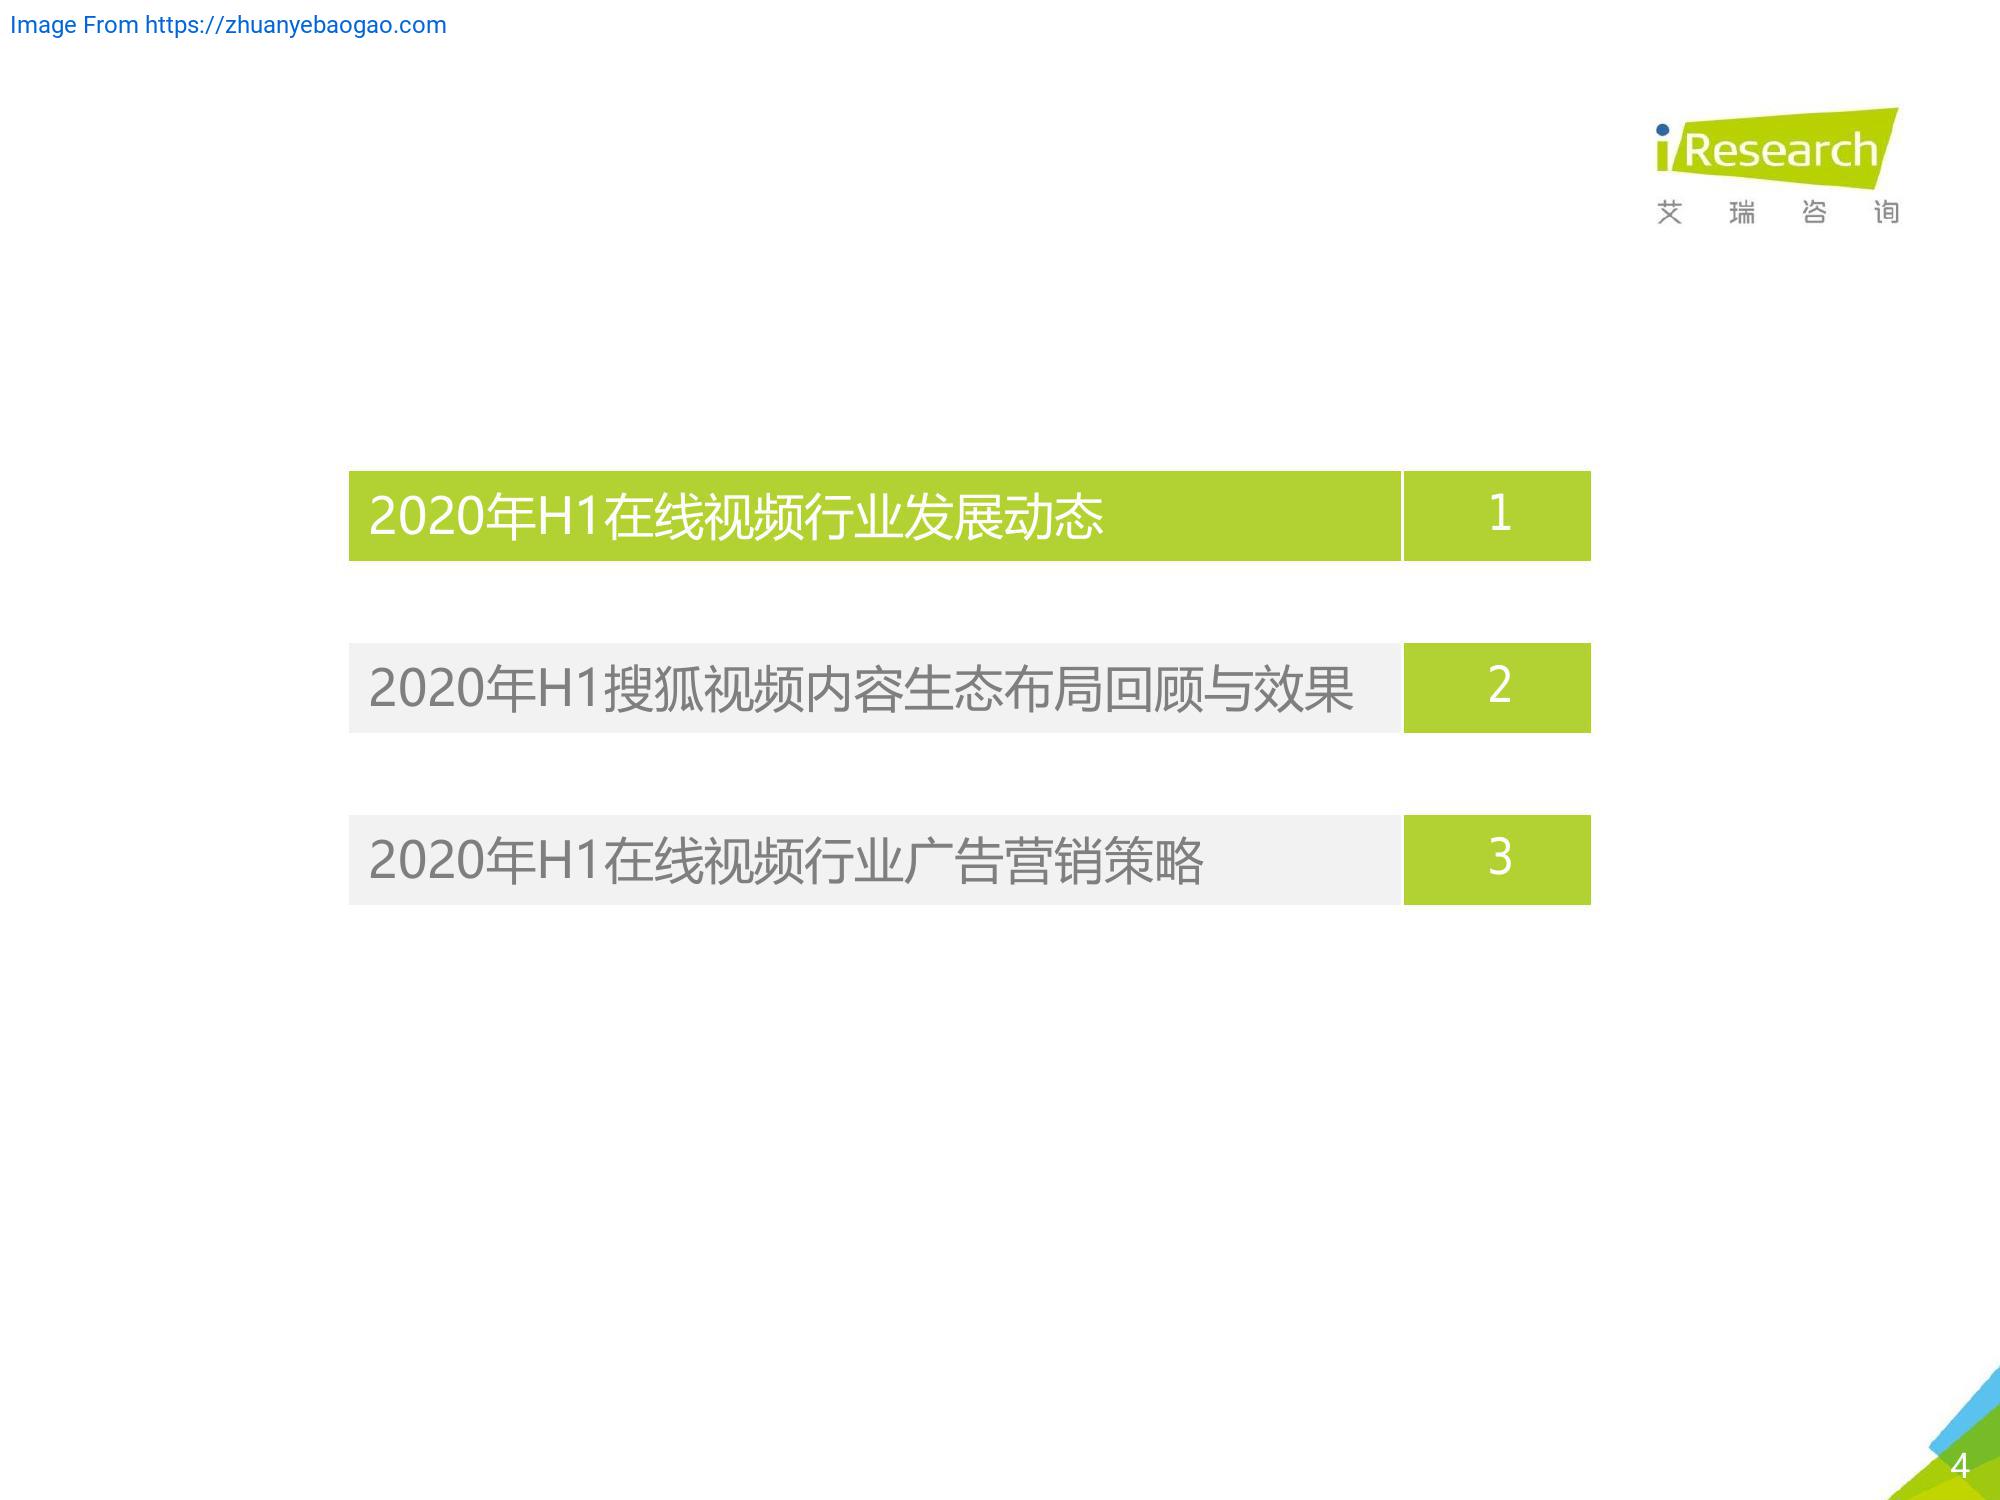 Image From https://zhuanyebaogao.com
iResearch
艾瑞咨询
2020年H1在线视频行业发展动态 1
2020年H1搜狐视频内容生态布局回顾与效果 2
2020年H1在线视频行业广告营销策略 3
4